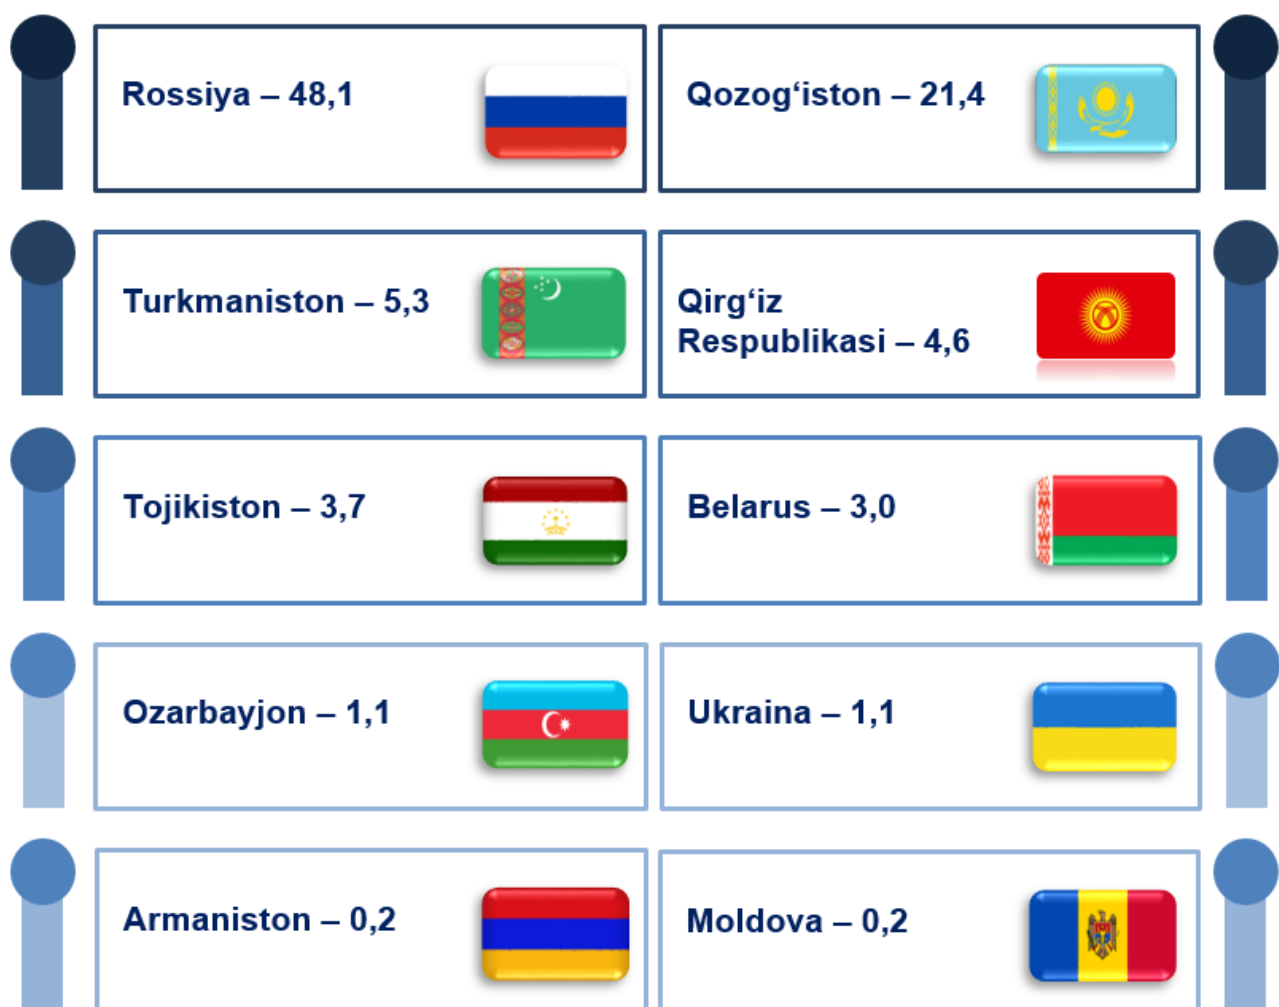 Rossiya – 48,1
Qozog‘iston – 21,4
Turkmaniston – 5,3
Qirg‘iz
Respublikasi – 4,6
Tojikiston – 3,7
Belarus – 3,0
Ozarbayjon – 1,1
Ukraina – 1,1
Armaniston – 0,2
Moldova – 0,2